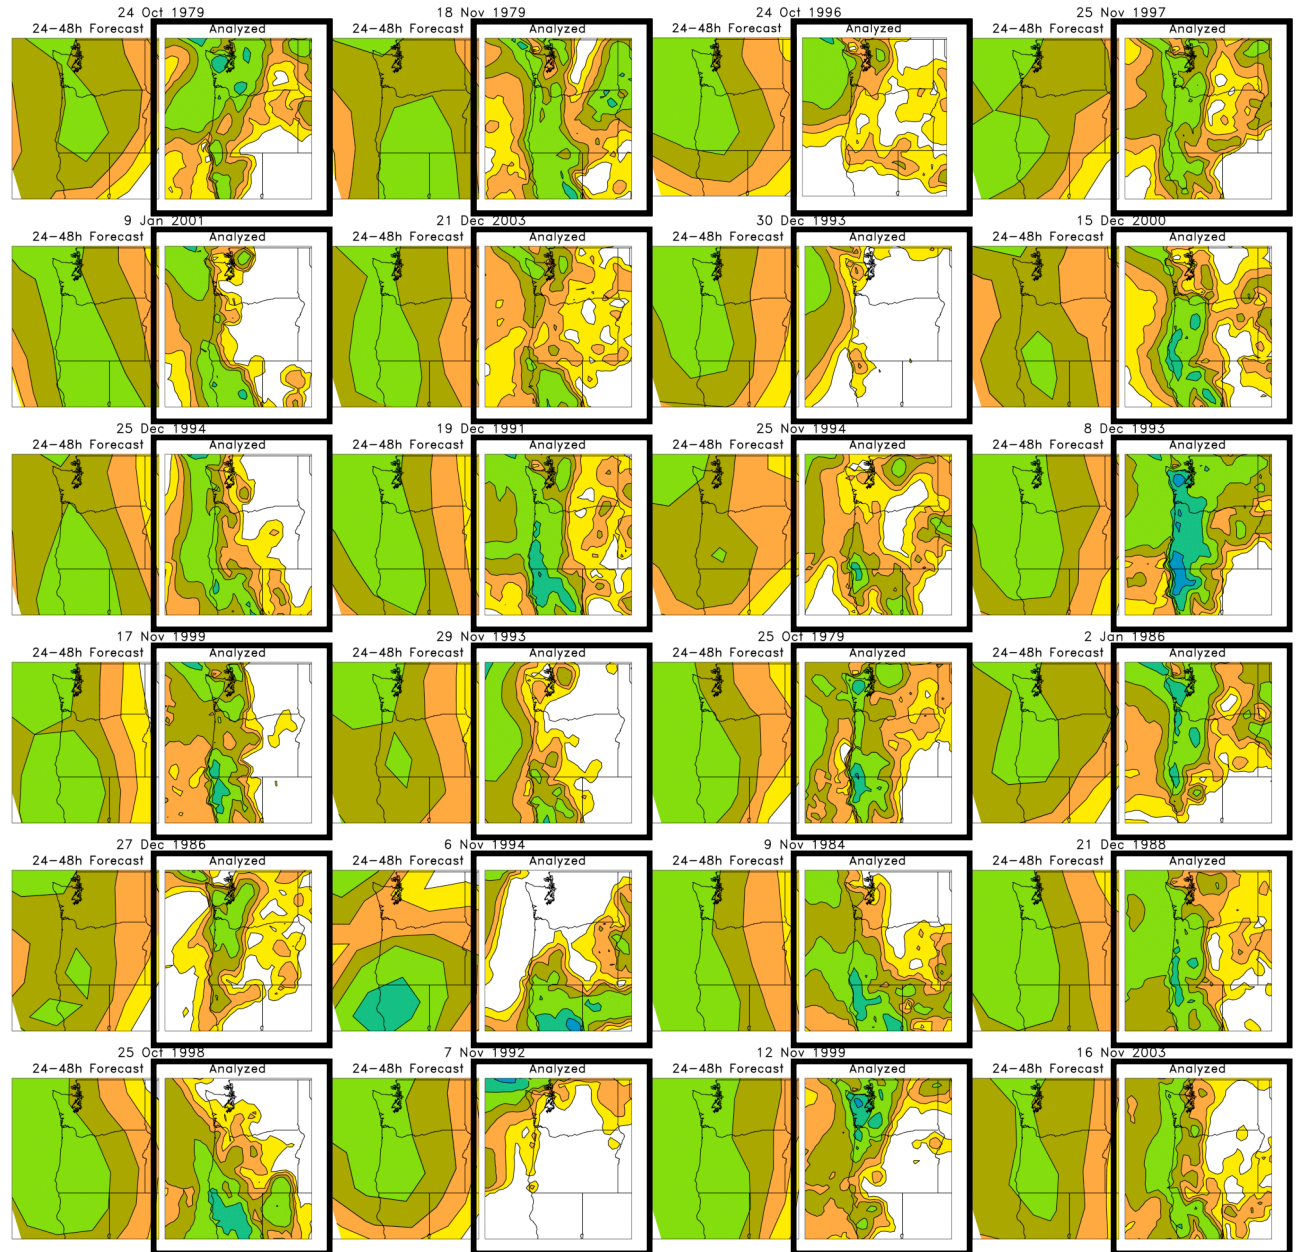 24 Oct 1979 18 Nov 1979 24 Oct 1996 25 Nov 1997
24-48h Forecast Analyzed 24-48h Forecast Analyzed 24-48h Forecast Analyzed 24-48h Forecast Analyzed
9 Jan 2001 21 Dec 2003 30 Dec 1993 15 Dec 2000
24-48h Forecast Analyzed 24-48h Forecast Analyzed 24-48h Forecast Analyzed 24-48h Forecast Analyzed
25 Dec 1994 19 Dec 1991 25 Nov 1994 8 Dec 1993
24-48h Forecast Analyzed 24-48h Forecast Analyzed 24-48h Forecast Analyzed 24-48h Forecast Analyzed
17 Nov 1999 29 Nov 1993 25 Oct 1979 2 Jan 1986
24-48h Forecast Analyzed 24-48h Forecast Analyzed 24-48h Forecast Analyzed 24-48h Forecast Analyzed
27 Dec 1986 6 Nov 1994 9 Nov 1984 21 Dec 1988
24-48h Forecast Analyzed 24-48h Forecast Analyzed 24-48h Forecast Analyzed 24-48h Forecast Analyzed
25 Oct 1998 7 Nov 1992 12 Nov 1999 16 Nov 2003
24-48h Forecast Analyzed 24-48h Forecast Analyzed 24-48h Forecast Analyzed 24-48h Forecast Analyzed